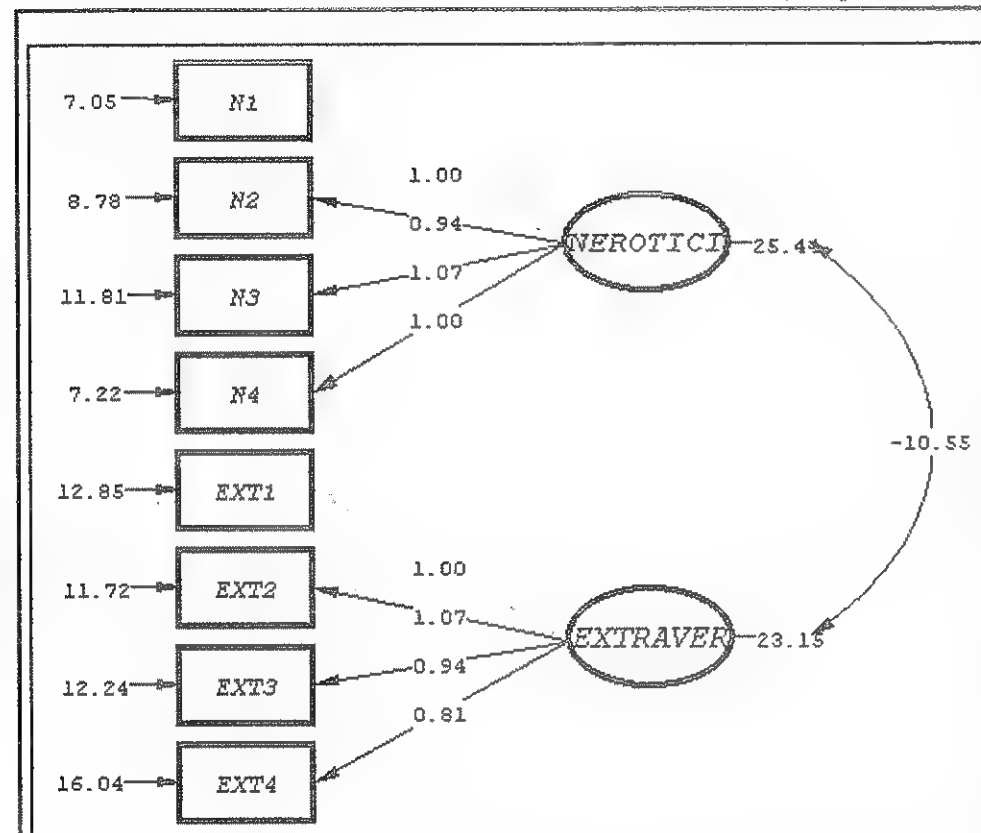 7.05 N1
1.00
8.78 N2
0.94
NEROTICI
1.07
11.81 N3
1.00
7.22 N4
-10.55
12.85 EXT1
1.00
11.72 EXT2
1.07
EXTRAVER 23.15
0.94
12.24 EXT3
0.81
16.04 EXT4